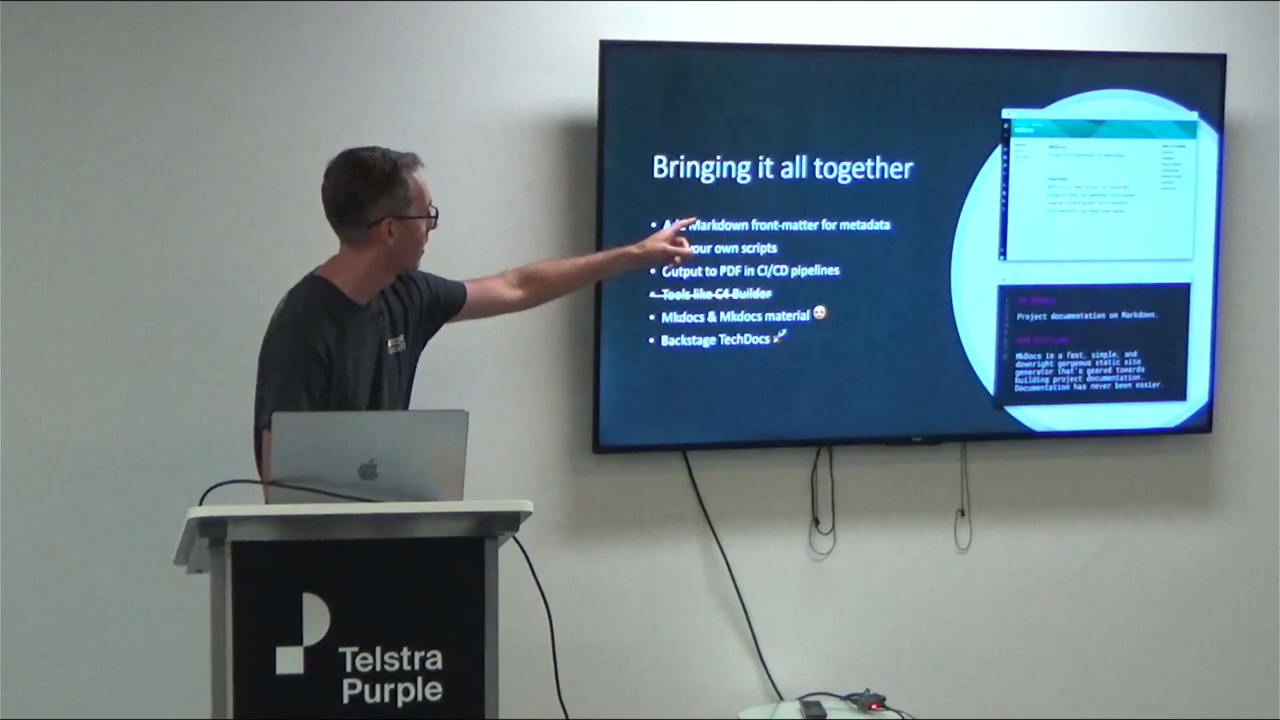 Bringing it all together
• Add Markdown front-matter for metadata
your own scripts
• Output to PDF in CI/CD pipelines
• Tools like C4 Builder
• Mkdocs & Mkdocs material 😍
• Backstage TechDocs 🚀
Project documentation on Markdown.
MkDocs is a fast, simple, and
downright gorgeous static site
generator that's geared towards
building project documentation.
Documentation has never been easier.
Telstra
Purple